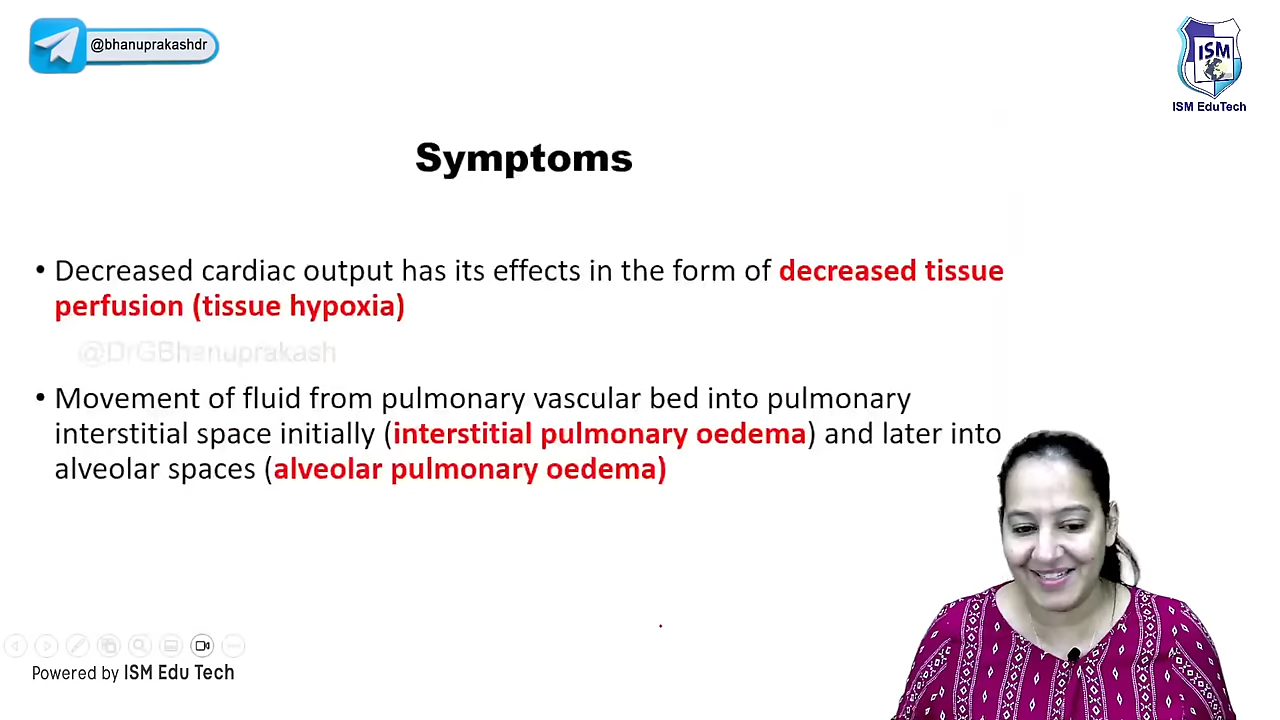 @bhanuprakashdr
ISM
ISM EduTech
Symptoms
• Decreased cardiac output has its effects in the form of decreased tissue
perfusion (tissue hypoxia)
@DrGBhanuprakash
• Movement of fluid from pulmonary vascular bed into pulmonary
interstitial space initially (interstitial pulmonary oedema) and later into
alveolar spaces (alveolar pulmonary oedema)
Powered by ISM Edu Tech